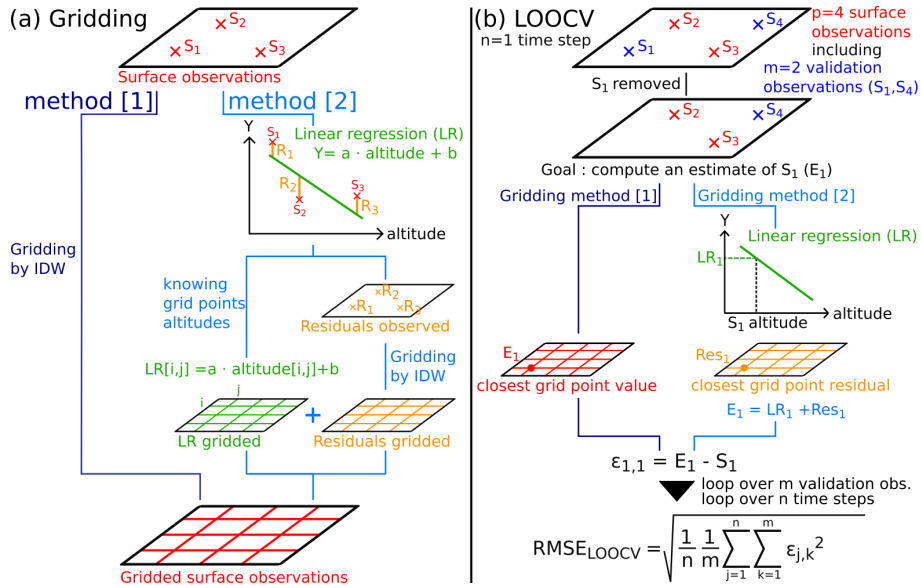 (a) Gridding
S₁
S₂
S₃
Surface observations
method [1]
method [2]
Y
S₁
R₁
Linear regression (LR)
Y= a · altitude + b
R₂
S₂
S₃
R₃
altitude
Gridding
by IDW
knowing
grid points
altitudes
R₂
R₁
R₃
Residuals observed
LR[i,j] =a · altitude[i,j]+b
Gridding
by IDW
j
i
+
LR gridded
Residuals gridded
Gridded surface observations
(b) LOOCV
n=1 time step
S₂
S₄
S₁
S₃
p=4 surface
observations
including
m=2 validation
observations (S₁,S₄)
S₁ removed
S₂
S₄
S₃
Goal : compute an estimate of S₁ (E₁)
Gridding method [1]
Gridding method [2]
Y
Linear regression (LR)
LR₁
altitude
S₁ altitude
E₁
closest grid point value
Res₁
closest grid point residual
E₁ = LR₁ +Res₁
ε₁,₁ = E₁ - S₁
loop over m validation obs.
loop over n time steps
RMSE_LOOCV = √(1/n 1/m ∑_{j=1}^{n} ∑_{k=1}^{m} ε_{j,k}²)